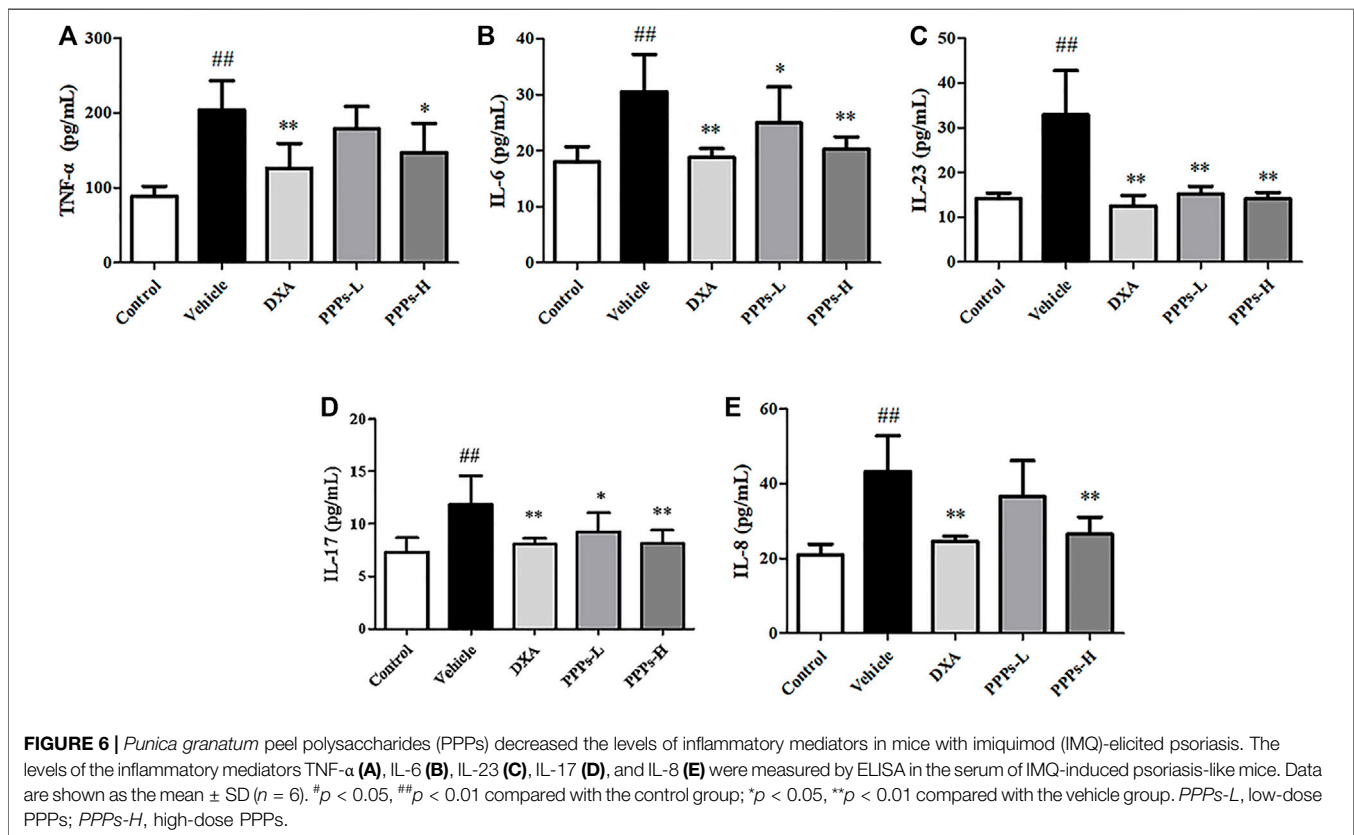 A
TNF-α (pg/mL)
300
200
100
0
##
**
*
Control
Vehicle
DXA
PPPs-L
PPPs-H
B
IL-6 (pg/mL)
40
30
20
10
0
##
**
*
**
Control
Vehicle
DXA
PPPs-L
PPPs-H
C
IL-23 (pg/mL)
50
40
30
20
10
0
##
**
**
**
Control
Vehicle
DXA
PPPs-L
PPPs-H
D
IL-17 (pg/mL)
20
15
10
5
0
##
**
*
**
Control
Vehicle
DXA
PPPs-L
PPPs-H
E
IL-8 (pg/mL)
60
40
20
0
##
**
**
Control
Vehicle
DXA
PPPs-L
PPPs-H
FIGURE 6 | Punica granatum peel polysaccharides (PPPs) decreased the levels of inflammatory mediators in mice with imiquimod (IMQ)-elicited psoriasis. The
levels of the inflammatory mediators TNF-α (A), IL-6 (B), IL-23 (C), IL-17 (D), and IL-8 (E) were measured by ELISA in the serum of IMQ-induced psoriasis-like mice. Data
are shown as the mean ± SD (n = 6). #p < 0.05, ##p < 0.01 compared with the control group; *p < 0.05, **p < 0.01 compared with the vehicle group. PPPs-L, low-dose
PPPs; PPPs-H, high-dose PPPs.